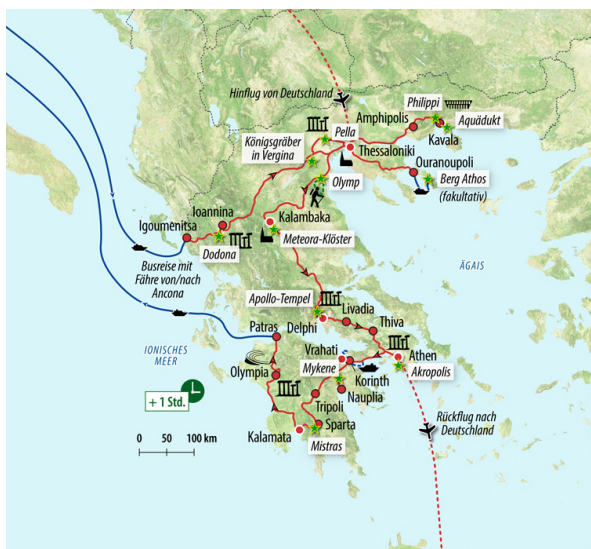 Hinflug von Deutschland
Philippi
Amphipolis
Aquädukt
Kavala
Pella
Königsgräber
in Vergina
Thessaloniki
Ouranoupoli
Berg Athos
(fakultativ)
Olymp
Ioannina
Igoumenitsa
Kalambaka
Meteora-Klöster
Dodona
Busreise mit
Fähre von/nach
Ancona
ÄGAIS
Apollo-Tempel
Livadia
Patras
Delphi
Thiva
IONISCHES
MEER
Vrahati
Athen
Mykene
Akropolis
Olympia
Korinth
Nauplia
+ 1 Std.
Tripoli
Rückflug nach
Deutschland
Kalamata
Sparta
Mistras
0 50 100 km